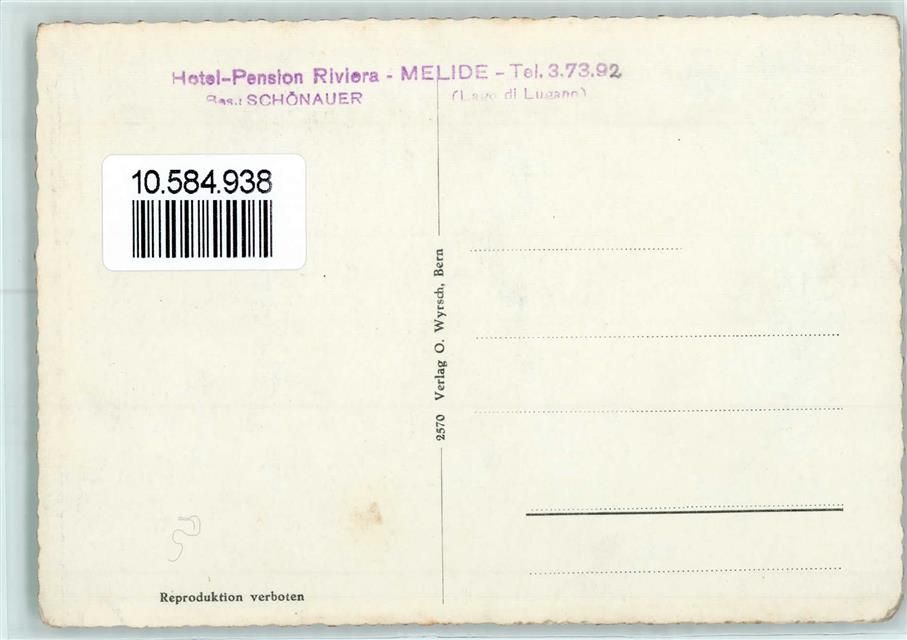 Hotel-Pension Riviera - MELIDE - Tel. 3.73.92
Bes.: SCHÖNAUER (Lago di Lugano)
10.584.938
2570 Verlag O. Wyrsch, Bern
Reproduktion verboten